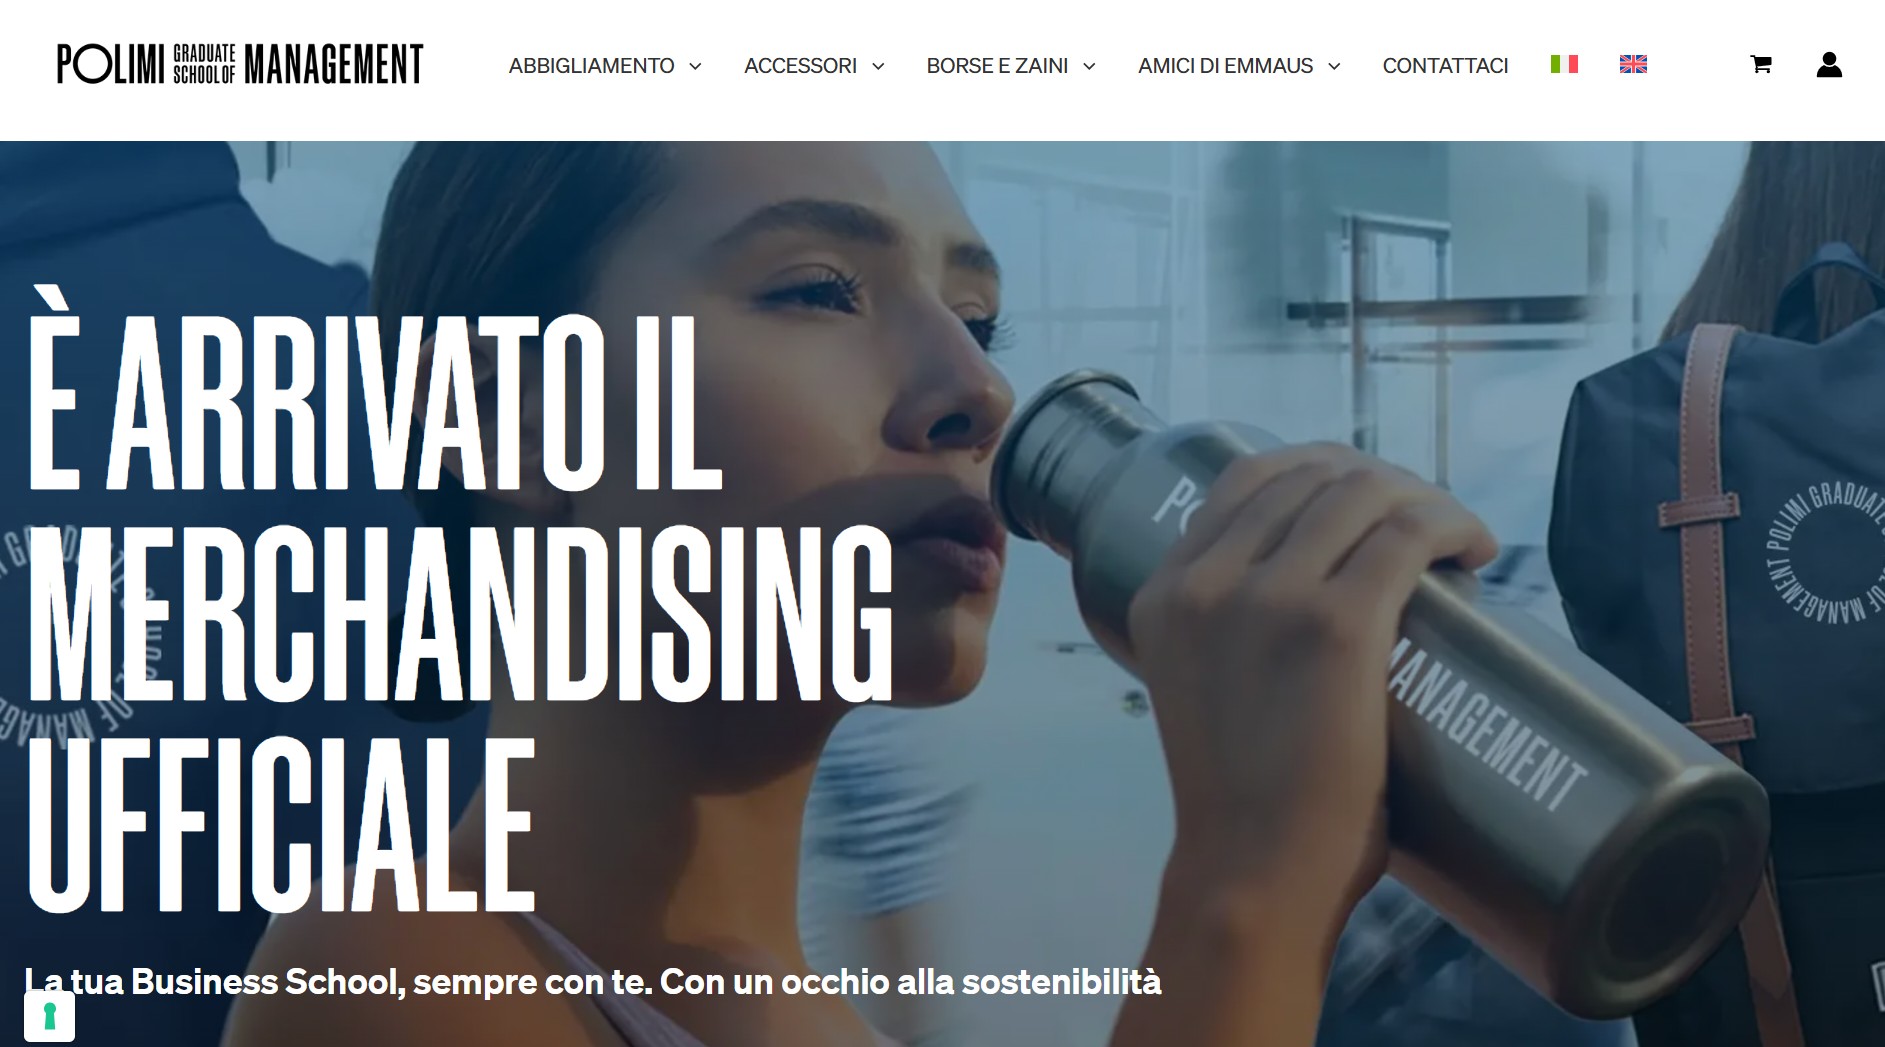 POLIMI GRADUATE SCHOOL OF MANAGEMENT
ABBIGLIAMENTO
ACCESSORI
BORSE E ZAINI
AMICI DI EMMAUS
CONTATTACI
È ARRIVATO IL
MERCHANDISING
UFFICIALE
La tua Business School, sempre con te. Con un occhio alla sostenibilità
MANAGEMENT
POLIMI GRADUATE
OF MANAGEMENT